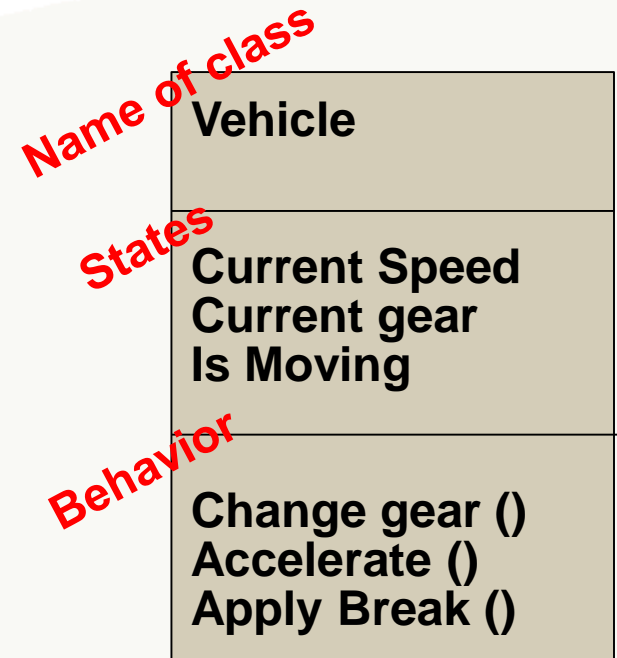 Name of class
Vehicle
States
Current Speed
Current gear
Is Moving
Behavior
Change gear ()
Accelerate ()
Apply Break ()